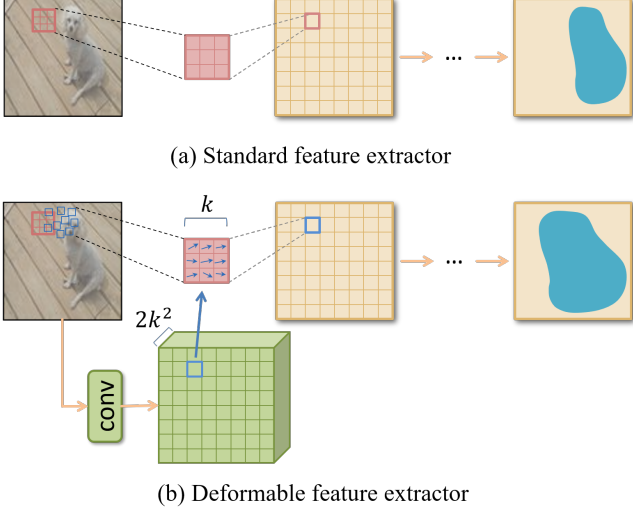 ...
(a) Standard feature extractor
k
...
2k²
conv
(b) Deformable feature extractor